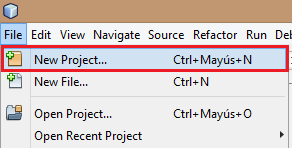 File Edit View Navigate Source Refactor Run
New Project... Ctrl+Mayús+N
New File... Ctrl+N
Open Project... Ctrl+Mayús+O
Open Recent Project